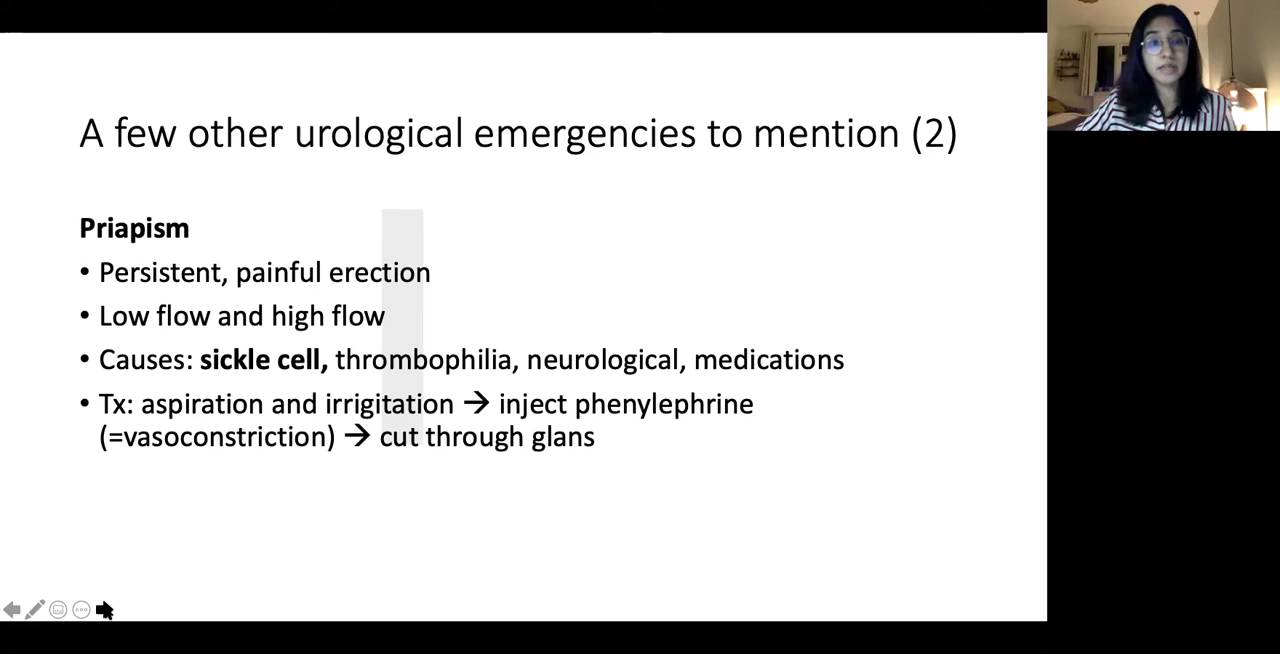 A few other urological emergencies to mention (2)
Priapism
• Persistent, painful erection
• Low flow and high flow
• Causes: sickle cell, thrombophilia, neurological, medications
• Tx: aspiration and irrigitation → inject phenylephrine
(=vasoconstriction) → cut through glans